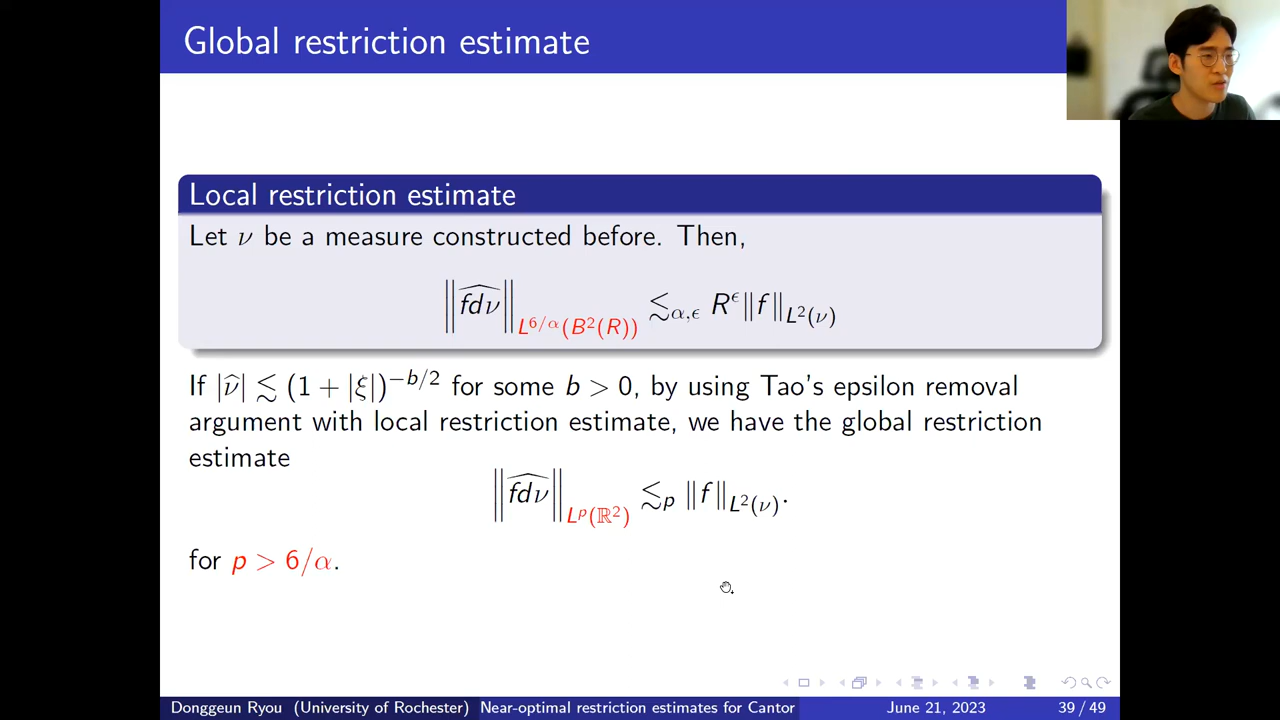 Global restriction estimate
Local restriction estimate
Let ν be a measure constructed before. Then,
‖\widehat{fdν}‖_{L^{6/α}(B^2(R))} ≲_{α,ϵ} R^ϵ‖f‖_{L^2(ν)}
If |\widehat{ν}| ≲ (1 + |ξ|)^{−b/2} for some b > 0, by using Tao's epsilon removal
argument with local restriction estimate, we have the global restriction
estimate
‖\widehat{fdν}‖_{L^p(ℝ^2)} ≲_p ‖f‖_{L^2(ν)}.
for p > 6/α.
Donggeun Ryou (University of Rochester) Near-optimal restriction estimates for Cantor June 21, 2023 39 / 49